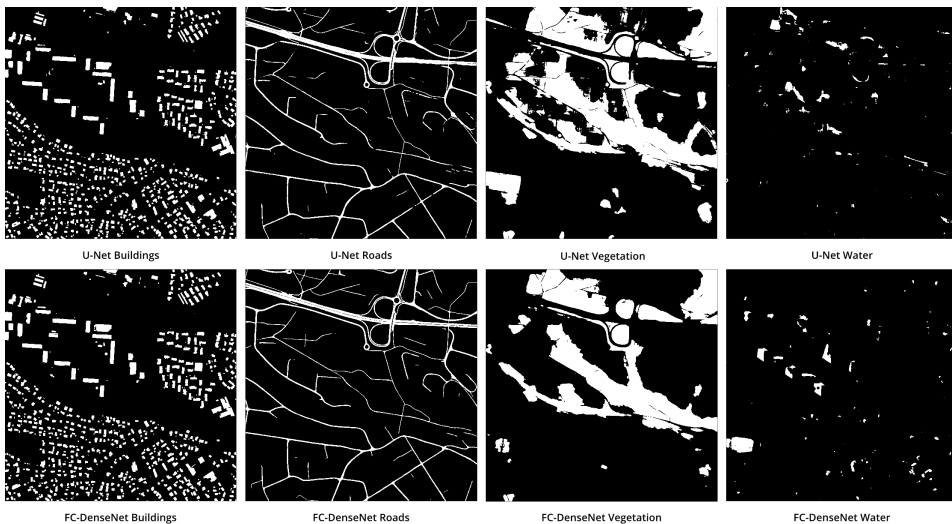 U-Net Buildings
U-Net Roads
U-Net Vegetation
U-Net Water
FC-DenseNet Buildings
FC-DenseNet Roads
FC-DenseNet Vegetation
FC-DenseNet Water